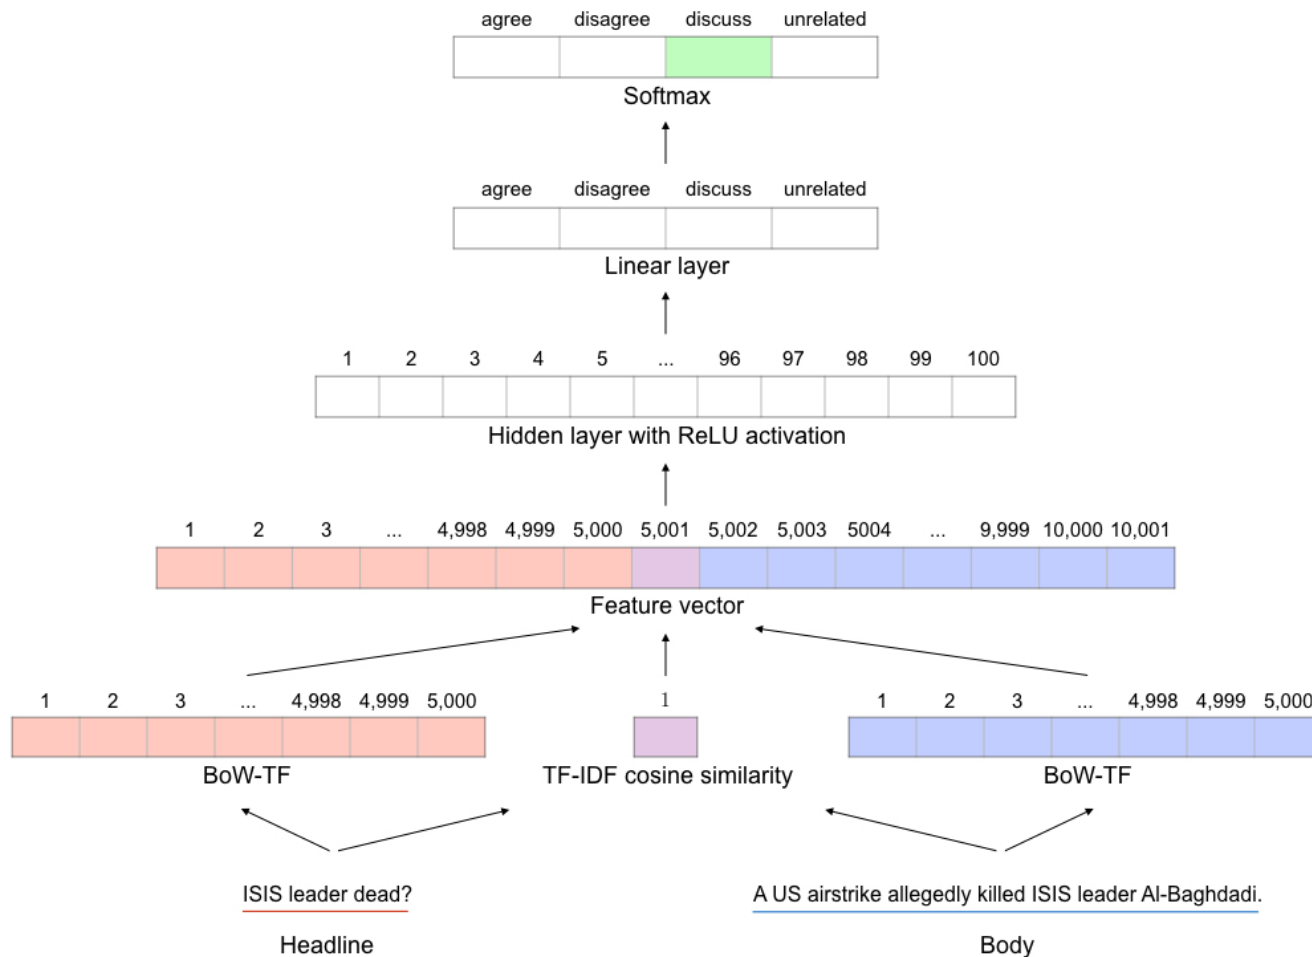 agree disagree discuss unrelated
Softmax
agree disagree discuss unrelated
Linear layer
1 2 3 4 5 ... 96 97 98 99 100
Hidden layer with ReLU activation
1 2 3 ... 4,998 4,999 5,000 5,001 5,002 5,003 5004 ... 9,999 10,000 10,001
Feature vector
1 2 3 ... 4,998 4,999 5,000 1 1 2 3 ... 4,998 4,999 5,000
BoW-TF TF-IDF cosine similarity BoW-TF
ISIS leader dead? A US airstrike allegedly killed ISIS leader Al-Baghdadi.
Headline Body